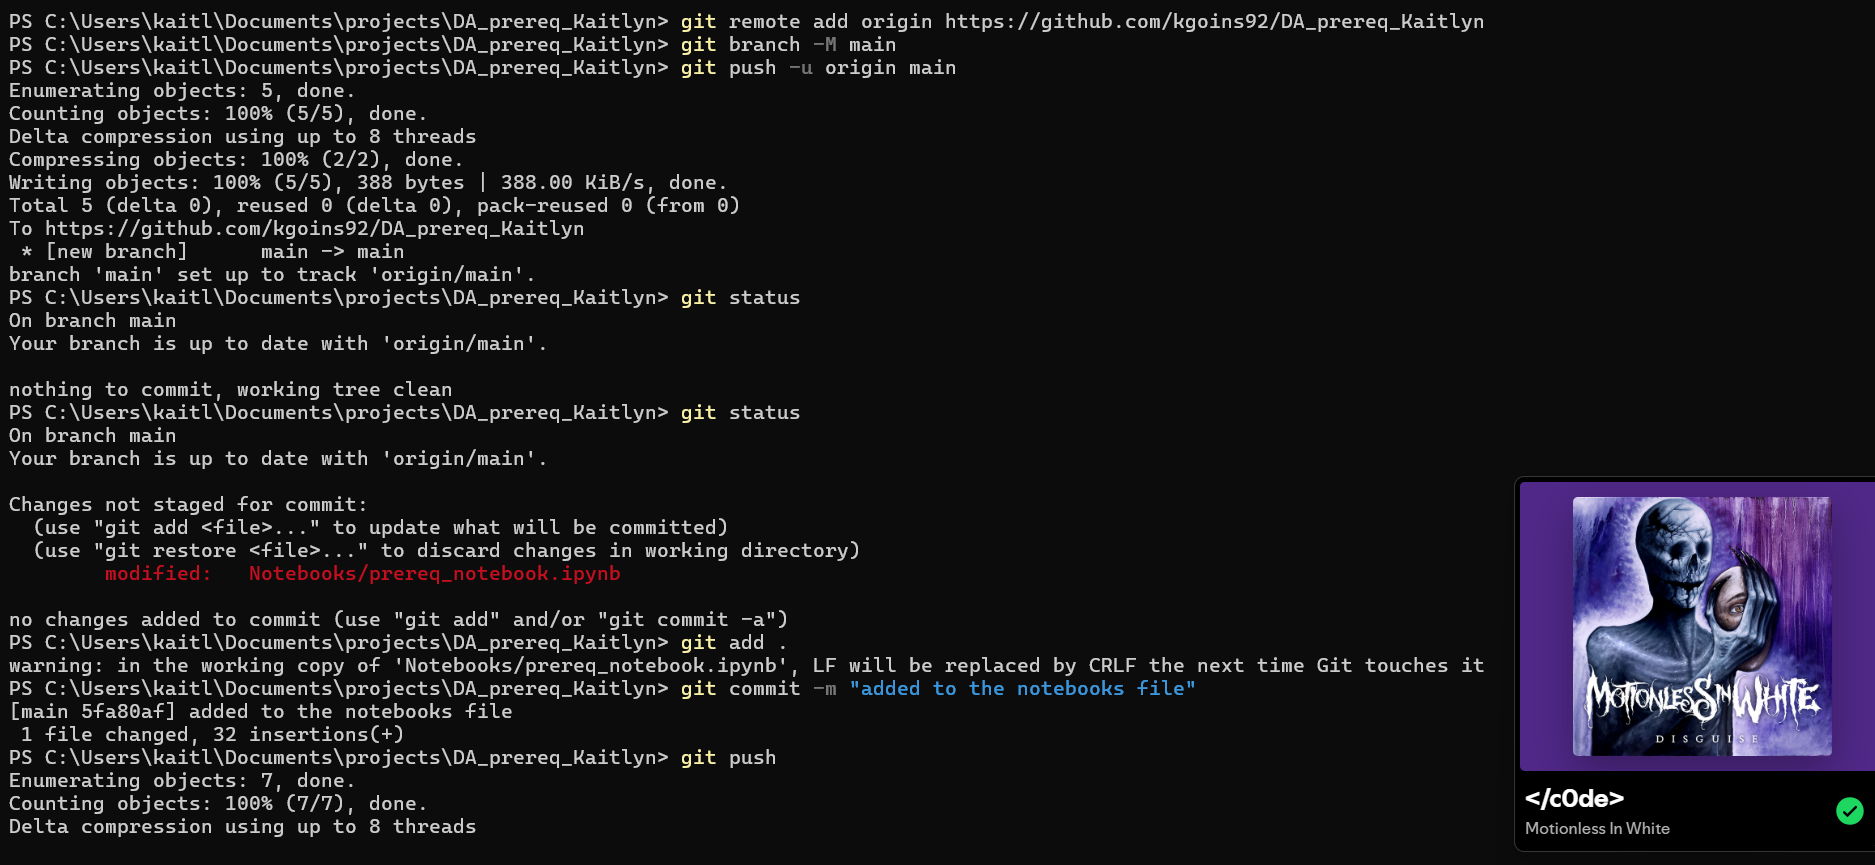 PS C:\Users\kaitl\Documents\projects\DA_prereq_Kaitlyn> git remote add origin https://github.com/kgoins92/DA_prereq_Kaitlyn
PS C:\Users\kaitl\Documents\projects\DA_prereq_Kaitlyn> git branch -M main
PS C:\Users\kaitl\Documents\projects\DA_prereq_Kaitlyn> git push -u origin main
Enumerating objects: 5, done.
Counting objects: 100% (5/5), done.
Delta compression using up to 8 threads
Compressing objects: 100% (2/2), done.
Writing objects: 100% (5/5), 388 bytes | 388.00 KiB/s, done.
Total 5 (delta 0), reused 0 (delta 0), pack-reused 0 (from 0)
To https://github.com/kgoins92/DA_prereq_Kaitlyn
 * [new branch]      main -> main
branch 'main' set up to track 'origin/main'.
PS C:\Users\kaitl\Documents\projects\DA_prereq_Kaitlyn> git status
On branch main
Your branch is up to date with 'origin/main'.

nothing to commit, working tree clean
PS C:\Users\kaitl\Documents\projects\DA_prereq_Kaitlyn> git status
On branch main
Your branch is up to date with 'origin/main'.

Changes not staged for commit:
  (use "git add <file>..." to update what will be committed)
  (use "git restore <file>..." to discard changes in working directory)
        modified:   Notebooks/prereq_notebook.ipynb

no changes added to commit (use "git add" and/or "git commit -a")
PS C:\Users\kaitl\Documents\projects\DA_prereq_Kaitlyn> git add .
warning: in the working copy of 'Notebooks/prereq_notebook.ipynb', LF will be replaced by CRLF the next time Git touches it
PS C:\Users\kaitl\Documents\projects\DA_prereq_Kaitlyn> git commit -m "added to the notebooks file"
[main 5fa80af] added to the notebooks file
 1 file changed, 32 insertions(+)
PS C:\Users\kaitl\Documents\projects\DA_prereq_Kaitlyn> git push
Enumerating objects: 7, done.
Counting objects: 100% (7/7), done.
Delta compression using up to 8 threads
MOTIONLESS IN WHITE
DISGUISE
</c0de>
Motionless In White